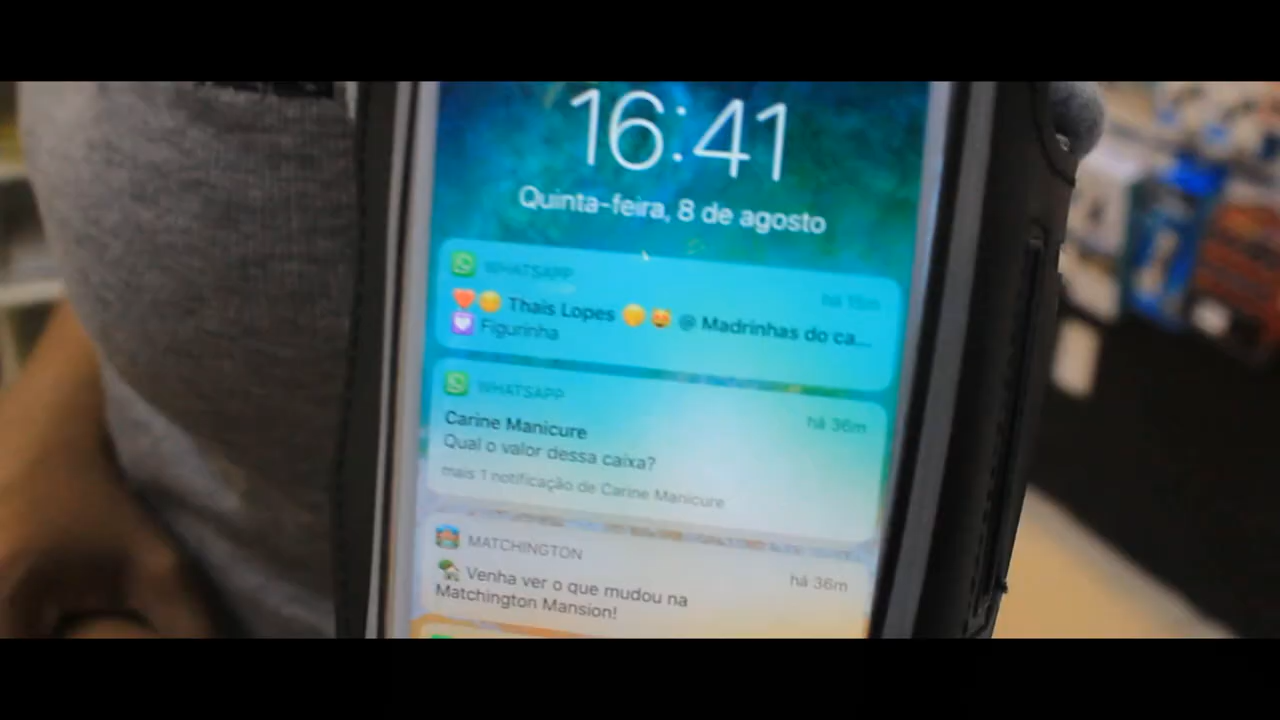 16:41
Quinta-feira, 8 de agosto
WHATSAPP
há 15m
Thais Lopes @ Madrinhas do ca...
Figurinha
WHATSAPP
há 36m
Carine Manicure
Qual o valor dessa caixa?
mais 1 notificação de Carine Manicure
MATCHINGTON
há 36m
Venha ver o que mudou na
Matchington Mansion!